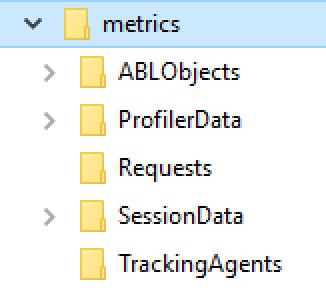 metrics
ABLObjects
ProfilerData
Requests
SessionData
TrackingAgents